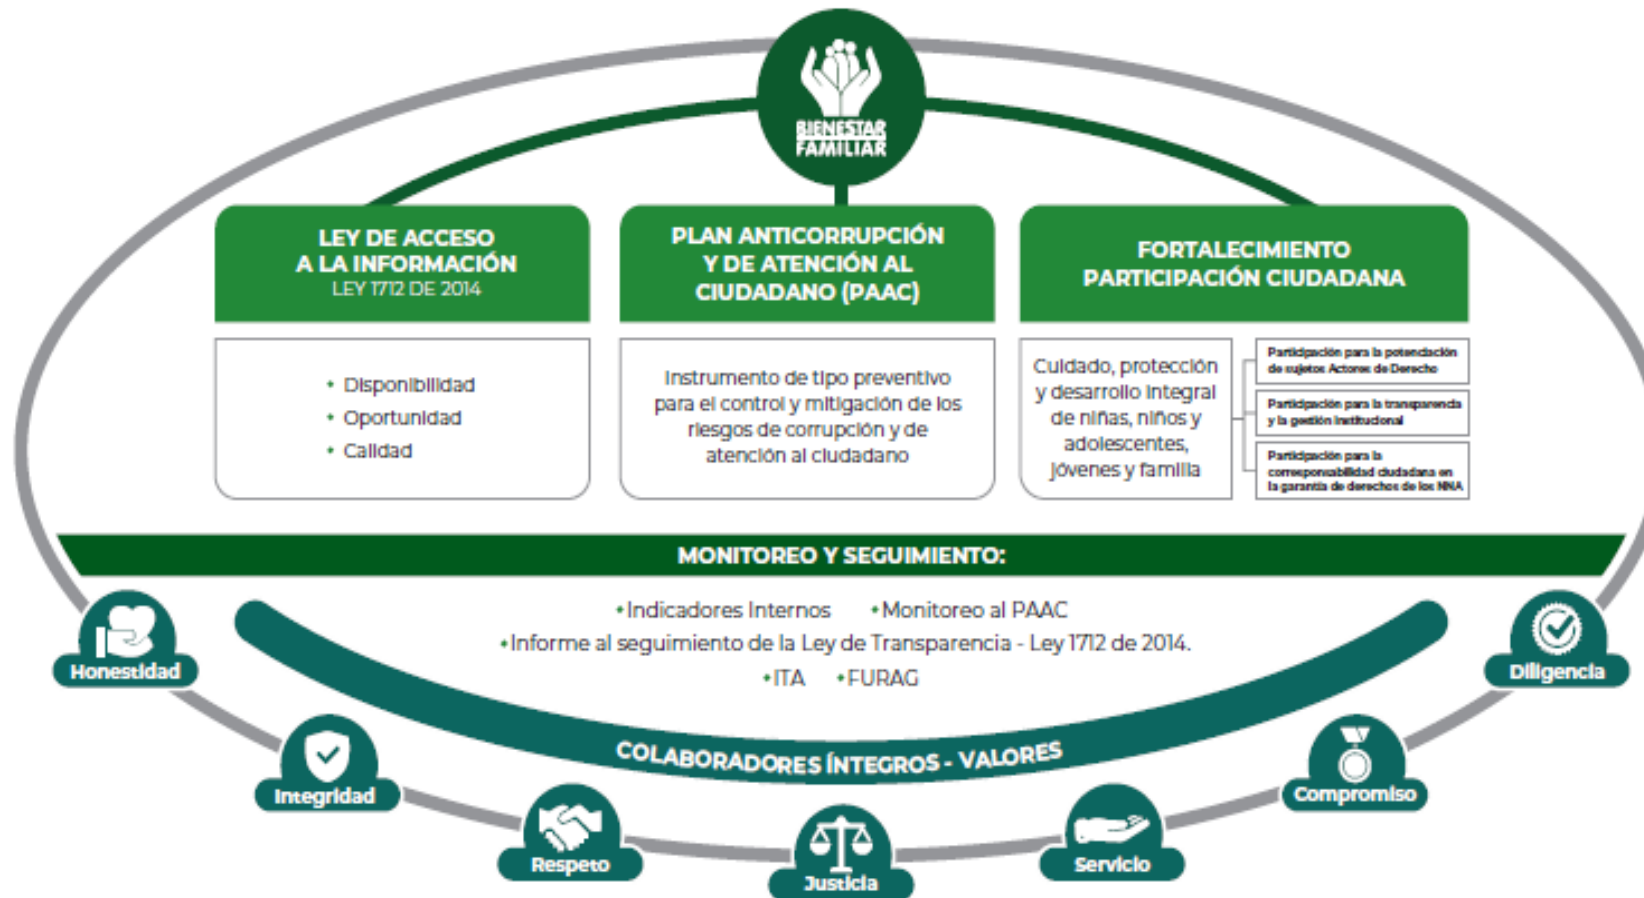 BIENESTAR
FAMILIAR
LEY DE ACCESO
A LA INFORMACIÓN
LEY 1712 DE 2014
• Disponibilidad
• Oportunidad
• Calidad
PLAN ANTICORRUPCIÓN
Y DE ATENCIÓN AL
CIUDADANO (PAAC)
Instrumento de tipo preventivo
para el control y mitigación de los
riesgos de corrupción y de
atención al ciudadano
FORTALECIMIENTO
PARTICIPACIÓN CIUDADANA
Cuidado, protección
y desarrollo integral
de niñas, niños y
adolescentes,
jóvenes y familia
Participación para la potenciación
de sujetos Actores de Derecho
Participación para la transparencia
y la gestión institucional
Participación para la
corresponsabilidad ciudadana en
la garantía de derechos de los NNA
MONITOREO Y SEGUIMIENTO:
•Indicadores Internos •Monitoreo al PAAC
•Informe al seguimiento de la Ley de Transparencia - Ley 1712 de 2014.
•ITA •FURAG
COLABORADORES ÍNTEGROS - VALORES
Honestidad
Integridad
Respeto
Justicia
Servicio
Compromiso
Diligencia